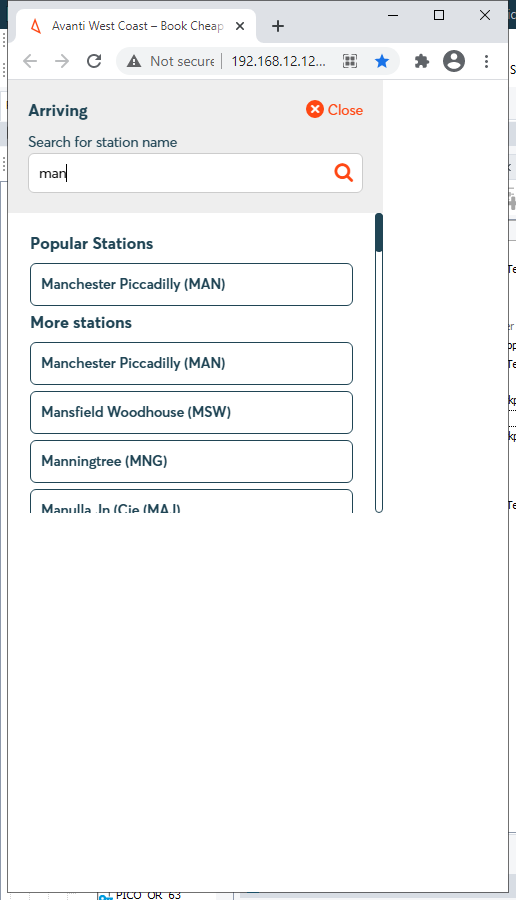 Avanti West Coast – Book Cheap
Not secure
192.168.12.12...
Arriving
Close
Search for station name
man
Popular Stations
Manchester Piccadilly (MAN)
More stations
Manchester Piccadilly (MAN)
Mansfield Woodhouse (MSW)
Manningtree (MNG)
Manulla Jn (Cie (MAJ)
PICO_OR_63